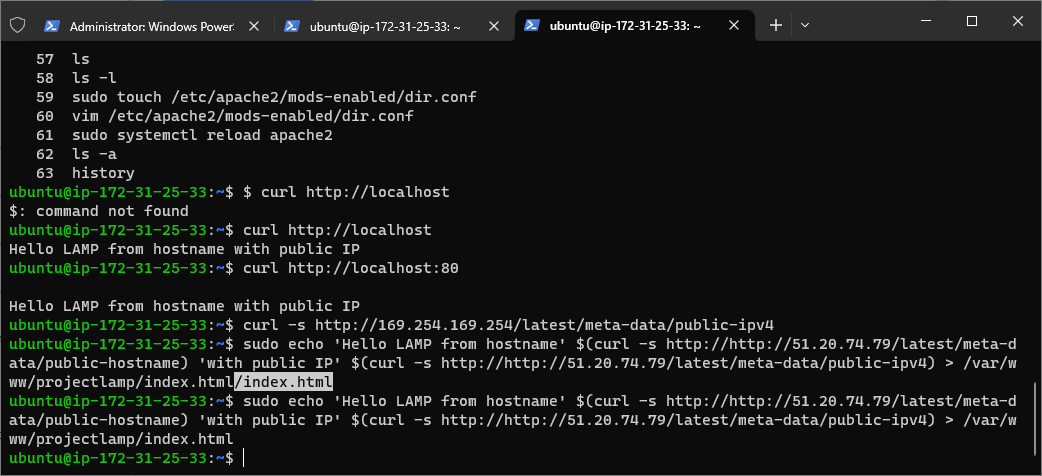 Administrator: Windows Power
ubuntu@ip-172-31-25-33: ~
ubuntu@ip-172-31-25-33: ~
57  ls
58  ls -l
59  sudo touch /etc/apache2/mods-enabled/dir.conf
60  vim /etc/apache2/mods-enabled/dir.conf
61  sudo systemctl reload apache2
62  ls -a
63  history
ubuntu@ip-172-31-25-33:~$ $ curl http://localhost
$: command not found
ubuntu@ip-172-31-25-33:~$ curl http://localhost
Hello LAMP from hostname with public IP
ubuntu@ip-172-31-25-33:~$ curl http://localhost:80
Hello LAMP from hostname with public IP
ubuntu@ip-172-31-25-33:~$ curl -s http://169.254.169.254/latest/meta-data/public-ipv4
ubuntu@ip-172-31-25-33:~$ sudo echo 'Hello LAMP from hostname' $(curl -s http://http://51.20.74.79/latest/meta-d
ata/public-hostname) 'with public IP' $(curl -s http://http://51.20.74.79/latest/meta-data/public-ipv4) > /var/w
ww/projectlamp/index.html/index.html
ubuntu@ip-172-31-25-33:~$ sudo echo 'Hello LAMP from hostname' $(curl -s http://http://51.20.74.79/latest/meta-d
ata/public-hostname) 'with public IP' $(curl -s http://http://51.20.74.79/latest/meta-data/public-ipv4) > /var/w
ww/projectlamp/index.html
ubuntu@ip-172-31-25-33:~$